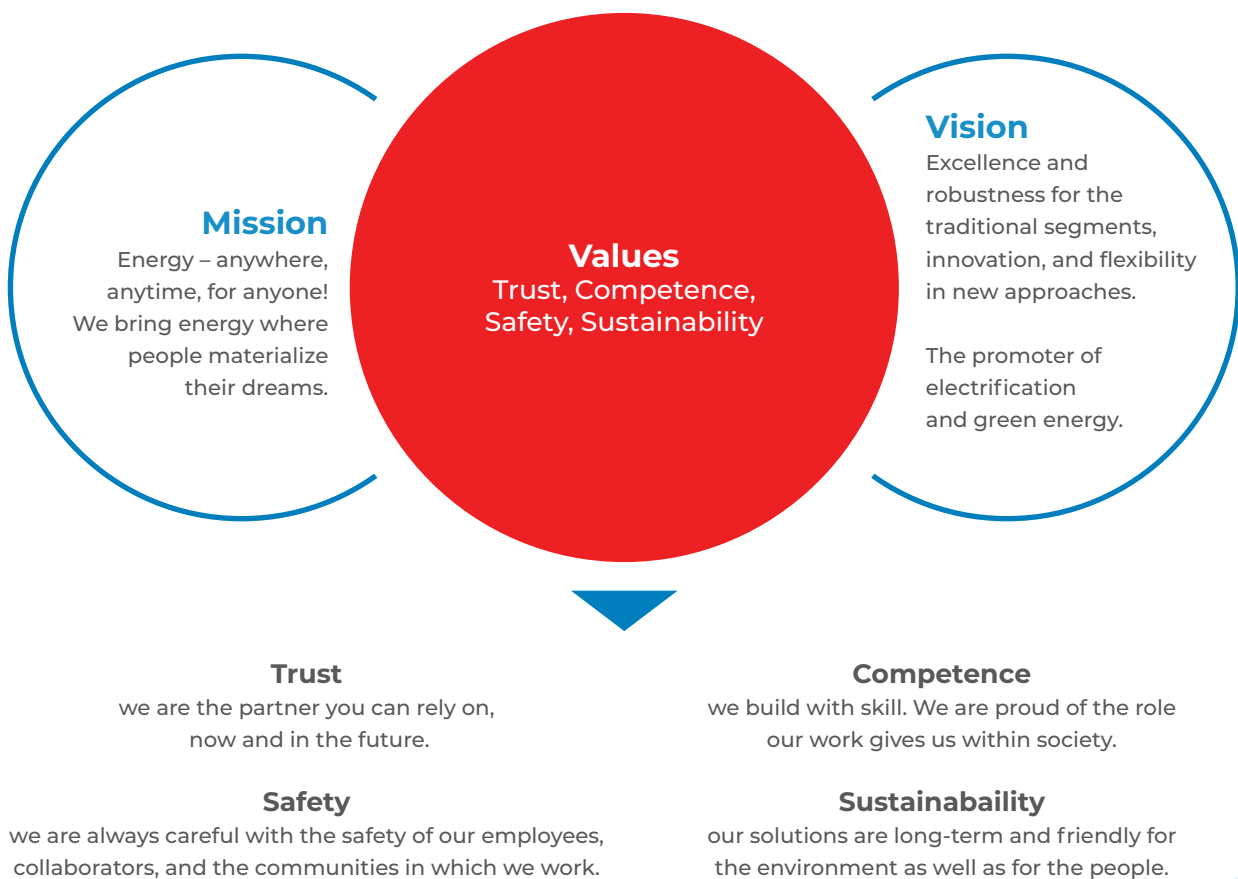 Mission
Energy – anywhere,
anytime, for anyone!
We bring energy where
people materialize
their dreams.
Values
Trust, Competence,
Safety, Sustainability
Vision
Excellence and
robustness for the
traditional segments,
innovation, and flexibility
in new approaches.
The promoter of
electrification
and green energy.
Trust
we are the partner you can rely on,
now and in the future.
Competence
we build with skill. We are proud of the role
our work gives us within society.
Safety
we are always careful with the safety of our employees,
collaborators, and the communities in which we work.
Sustainabaility
our solutions are long-term and friendly for
the environment as well as for the people.